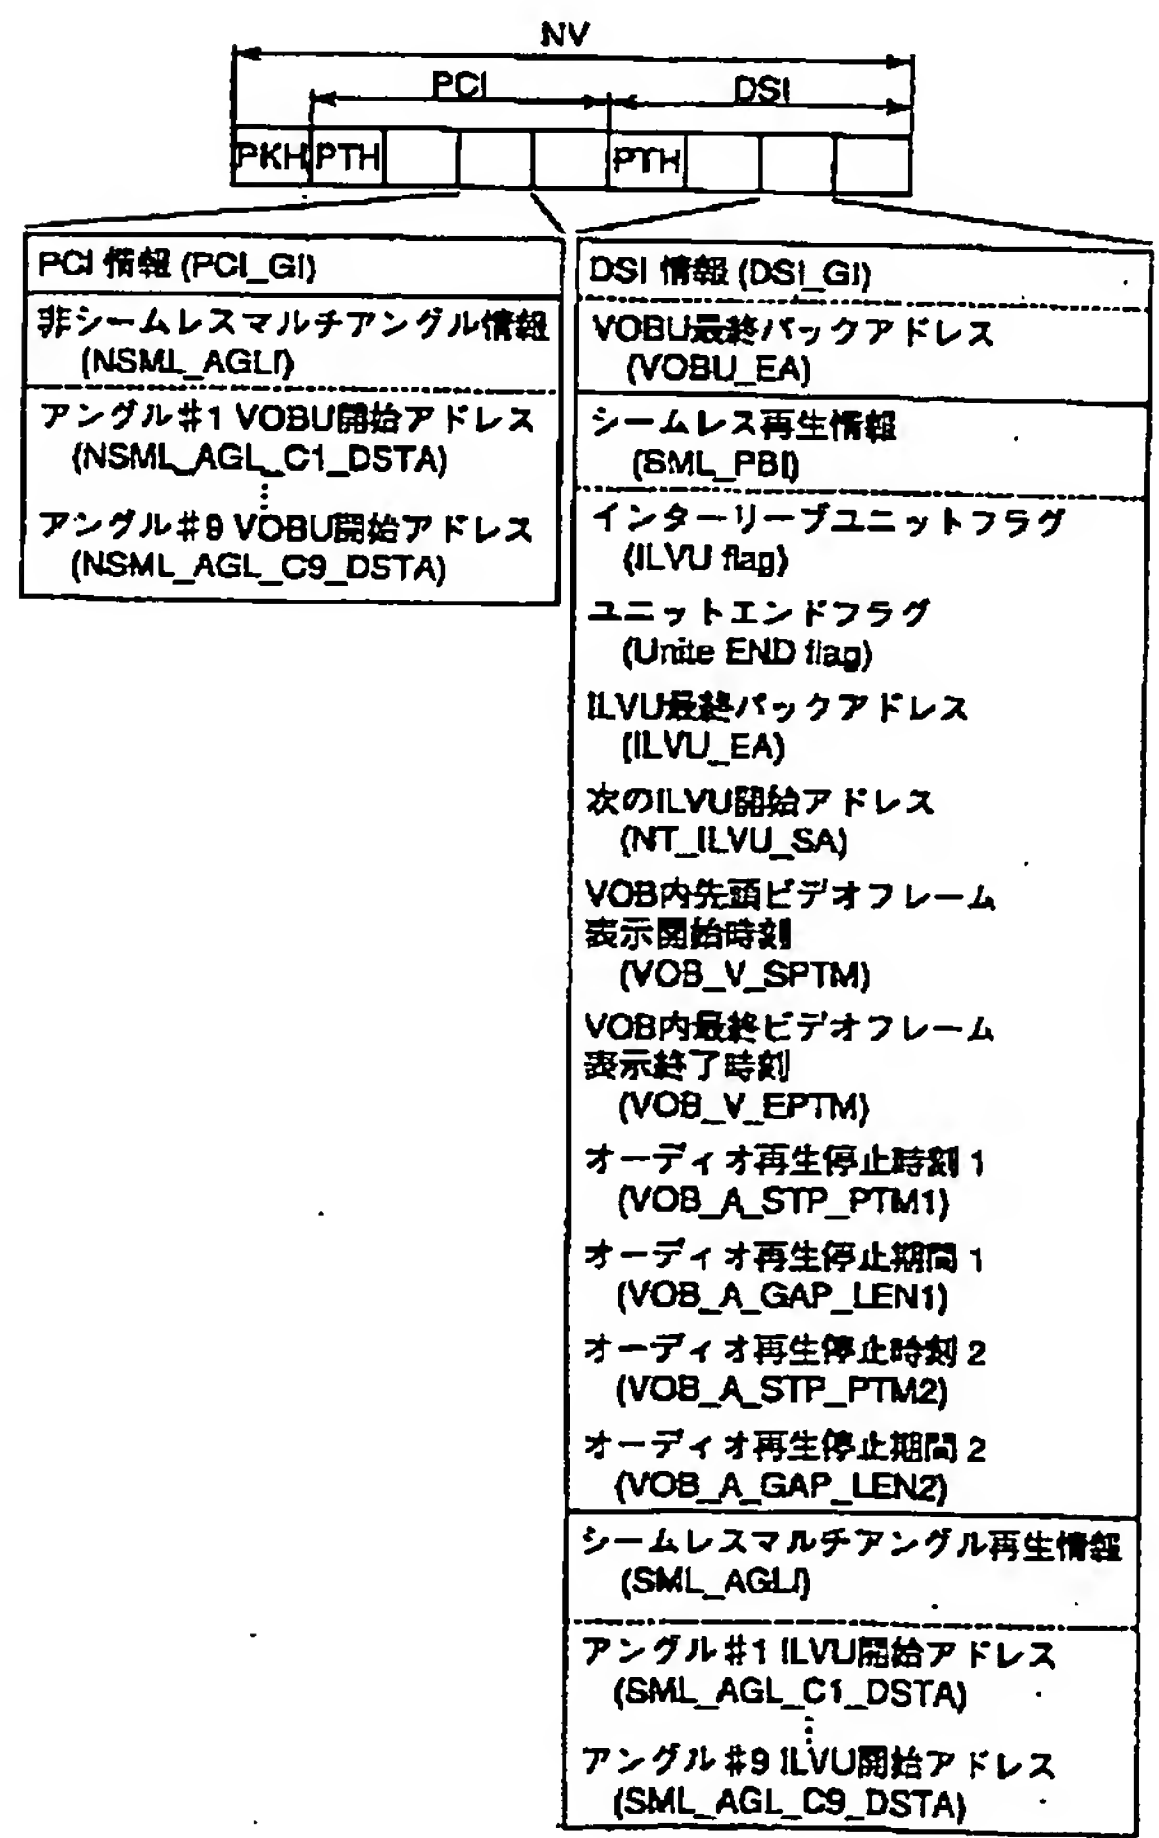 NV
PCI
DSI
PKH PTH PTH
PCI 情報 (PCI_GI)
非シームレスマルチアングル情報
(NSML_AGLI)
アングル#1 VOBU開始アドレス
(NSML_AGL_C1_DSTA)
⋮
アングル#9 VOBU開始アドレス
(NSML_AGL_C9_DSTA)
DSI 情報 (DSI_GI)
VOBU最終パックアドレス
(VOBU_EA)
シームレス再生情報
(SML_PBI)
インターリーブユニットフラグ
(ILVU flag)
ユニットエンドフラグ
(Unite END flag)
ILVU最終パックアドレス
(ILVU_EA)
次のILVU開始アドレス
(NT_ILVU_SA)
VOB内先頭ビデオフレーム
表示開始時刻
(VOB_V_SPTM)
VOB内最終ビデオフレーム
表示終了時刻
(VOB_V_EPTM)
オーディオ再生停止時刻 1
(VOB_A_STP_PTM1)
オーディオ再生停止期間 1
(VOB_A_GAP_LEN1)
オーディオ再生停止時刻 2
(VOB_A_STP_PTM2)
オーディオ再生停止期間 2
(VOB_A_GAP_LEN2)
シームレスマルチアングル再生情報
(SML_AGLI)
アングル#1 ILVU開始アドレス
(SML_AGL_C1_DSTA)
⋮
アングル#9 ILVU開始アドレス
(SML_AGL_C9_DSTA)